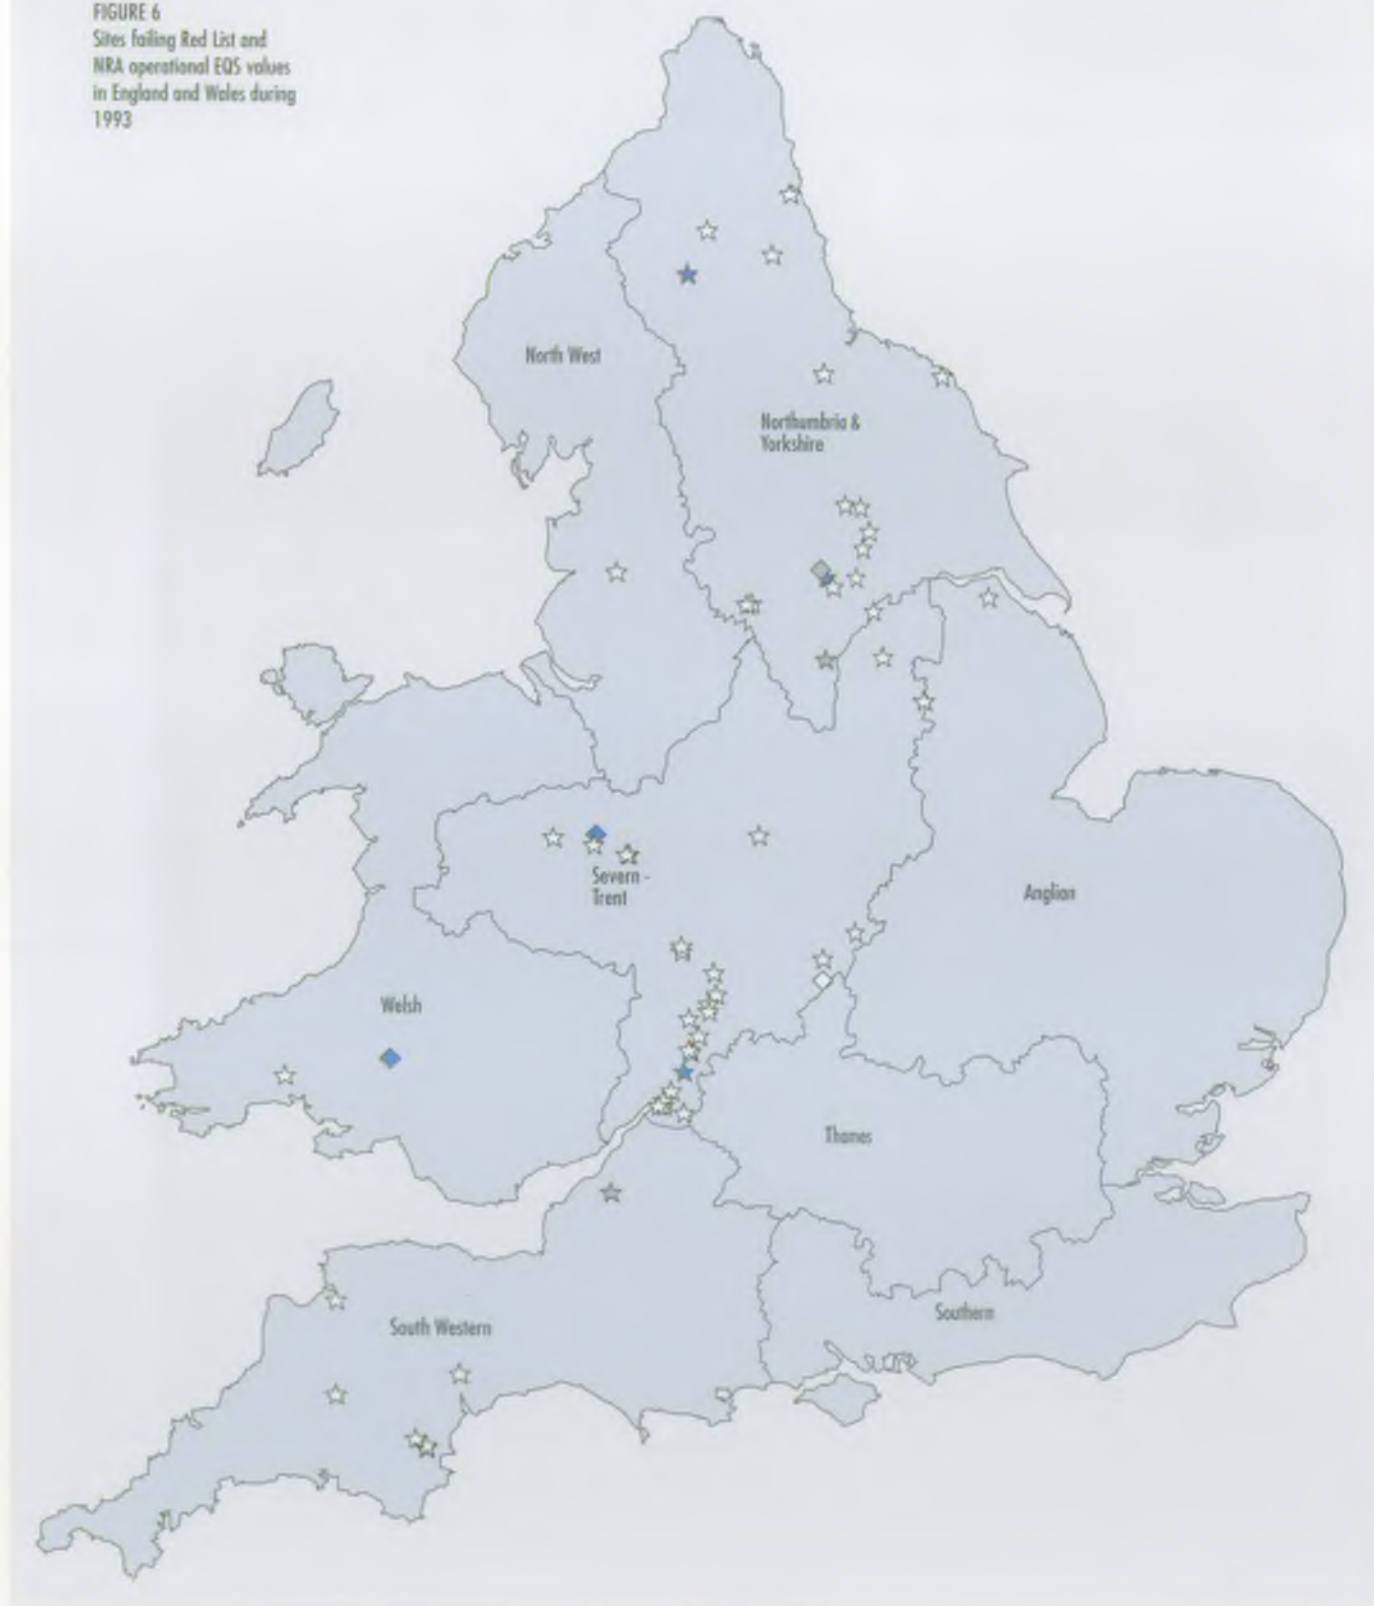 FIGURE 6
Sites failing Red List and
NRA operational EQS values
in England and Wales during
1993
North West
Northumbria &
Yorkshire
Severn -
Trent
Anglian
Welsh
Thames
Southern
South Western